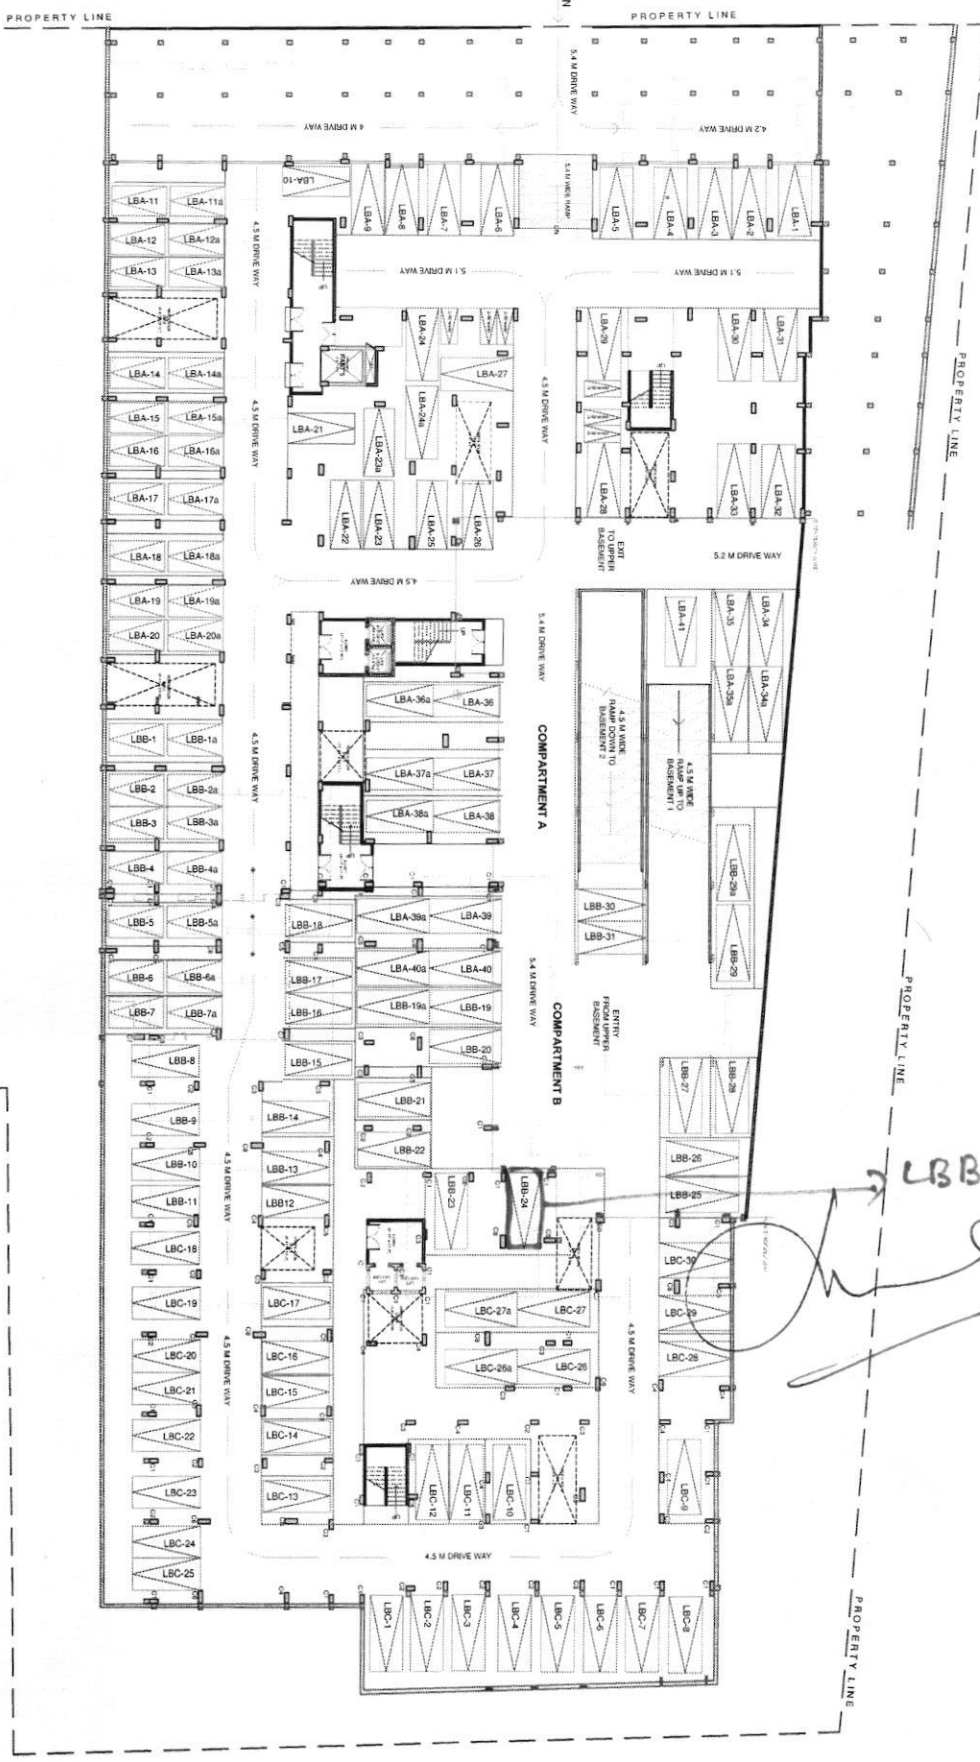 PROPERTY LINE
PROPERTY LINE
5.4 M DRIVE WAY
4 M DRIVE WAY
4.2 M DRIVE WAY
LBA-10
LBA-9
LBA-8
LBA-7
LBA-6
5.4 M WIDE RAMP
UN
LBA-5
LBA-4
LBA-3
LBA-2
LBA-1
LBA-11 LBA-11a
LBA-12 LBA-12a
LBA-13 LBA-13a
4.5 M DRIVE WAY
5.1 M DRIVE WAY
5.1 M DRIVE WAY
LBA-24
LBA-27
LBA-29
LBA-30
LBA-31
PROPERTY LINE
LBA-14 LBA-14a
LBA-15 LBA-15a
LBA-16 LBA-16a
LBA-17 LBA-17a
LBA-18 LBA-18a
LBA-19 LBA-19a
LBA-20 LBA-20a
4.5 M DRIVE WAY
4.5 M DRIVE WAY
LBA-21
LBA-24a
LBA-23a
LBA-22
LBA-23
LBA-25
LBA-26
LBA-28
LBA-33
LBA-32
EXIT
TO UPPER
BASEMENT
5.2 M DRIVE WAY
4.5 M DRIVE WAY
5.4 M DRIVE WAY
UP
LBA-41
LBA-35
LBA-34
LBA-35a
LBA-34a
LBA-36a LBA-36
LBA-37a LBA-37
LBA-38a LBA-38
COMPARTMENT A
4.5 M WIDE
RAMP DOWN TO
BASEMENT 2
4.5 M WIDE
RAMP UP TO
BASEMENT 1
LBB-1 LBB-1a
LBB-2 LBB-2a
LBB-3 LBB-3a
LBB-4 LBB-4a
LBB-5 LBB-5a
LBB-6 LBB-6a
LBB-7 LBB-7a
4.5 M DRIVE WAY
LBB-29a
LBB-29
LBB-30
LBB-31
LBB-18
LBA-39a LBA-39
LBB-17
LBA-40a LBA-40
LBB-16
LBB-19a LBB-19
LBB-15
LBB-20
5.4 M DRIVE WAY
COMPARTMENT B
ENTRY
FROM UPPER
BASEMENT
PROPERTY LINE
LBB-8
LBB-9
LBB-10
LBB-11
LBB-14
LBB-13
LBB12
LBB-21
LBB-22
LBB-23
LBB-24
LBB-27
LBB-28
LBB-26
LBB-25
LBB
4.5 M DRIVE WAY
LBC-18
LBC-19
LBC-20
LBC-21
LBC-22
LBC-23
LBC-24
LBC-25
4.5 M DRIVE WAY
LBC-17
LBC-16
LBC-15
LBC-14
LBC-13
LBC-27a LBC-27
LBC-26a LBC-26
4.5 M DRIVE WAY
LBC-30
LBC-29
LBC-28
LBC-12
LBC-11
LBC-10
LBC-9
4.5 M DRIVE WAY
LBC-1
LBC-2
LBC-3
LBC-4
LBC-5
LBC-6
LBC-7
LBC-8
PROPERTY LINE